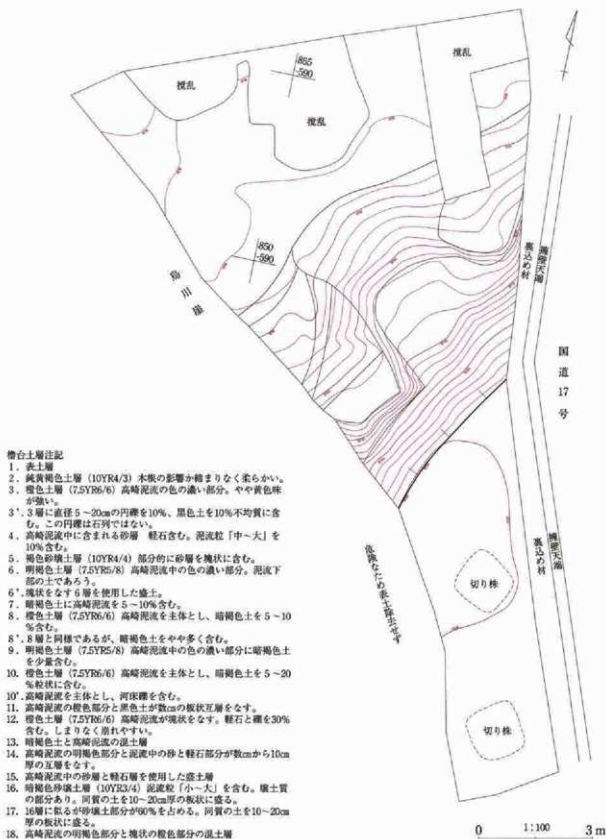 撹乱
撹乱
撹乱
855
-590
850
-590
烏川崖
擁壁天端
裏込め材
国道17号
擁壁天端
裏込め材
危険なため表土除去せず
切り株
切り株
櫓台土層注記
1. 表土層
2. 鈍黄褐色土層 (10YR4/3) 木根の影響か締まりなく柔らかい。
3. 橙色土層 (7.5YR6/6) 高崎泥流の色の濃い部分。やや黄色味
が強い。
3'. 3層に直径5~20㎝の円礫を10%、黒色土を10%不均質に含
む。この円礫は石列ではない。
4. 高崎泥流中に含まれる砂層 軽石含む。泥流粒「中~大」を
10%含む。
5. 褐色砂壌土層 (10YR4/4) 部分的に砂層を塊状に含む。
6. 明褐色土層 (7.5YR5/8) 高崎泥流中の色の濃い部分。泥流下
部の土であろう。
6'. 塊状をなす6層を使用した盛土。
7. 暗褐色土に高崎泥流を5~10%含む。
8. 橙色土層 (7.5YR6/6) 高崎泥流を主体とし、暗褐色土を5~10
%含む。
8'. 8層と同様であるが、暗褐色土をやや多く含む。
9. 明褐色土層 (7.5YR5/8) 高崎泥流中の色の濃い部分に暗褐色土
を少量含む。
10. 橙色土層 (7.5YR6/6) 高崎泥流を主体とし、暗褐色土を5~20
%粒状に含む。
10'. 高崎泥流を主体とし、河床礫を含む。
11. 高崎泥流の橙色部分と黒色土が数㎝の板状互層をなす。
12. 橙色土層 (7.5YR6/6) 高崎泥流が塊状をなす。軽石と礫を30%
含む。しまりなく崩れやすい。
13. 暗褐色土と高崎泥流の混土層
14. 高崎泥流の明褐色部分と泥流中の砂と軽石部分が数㎝から10㎝
厚の互層をなす。
15. 高崎泥流中の砂層と軽石層を使用した盛土層
16. 暗褐色砂壌土層 (10YR3/4) 泥流粒「小~大」を含む。壌土質
の部分あり。同質の土を10~20㎝厚の板状に盛る。
17. 16層に似るが砂壌土部分が60%を占める。同質の土を10~20㎝
厚の板状に盛る。
18. 高崎泥流の明褐色部分と塊状の橙色部分の混土層
0 1:100 3m